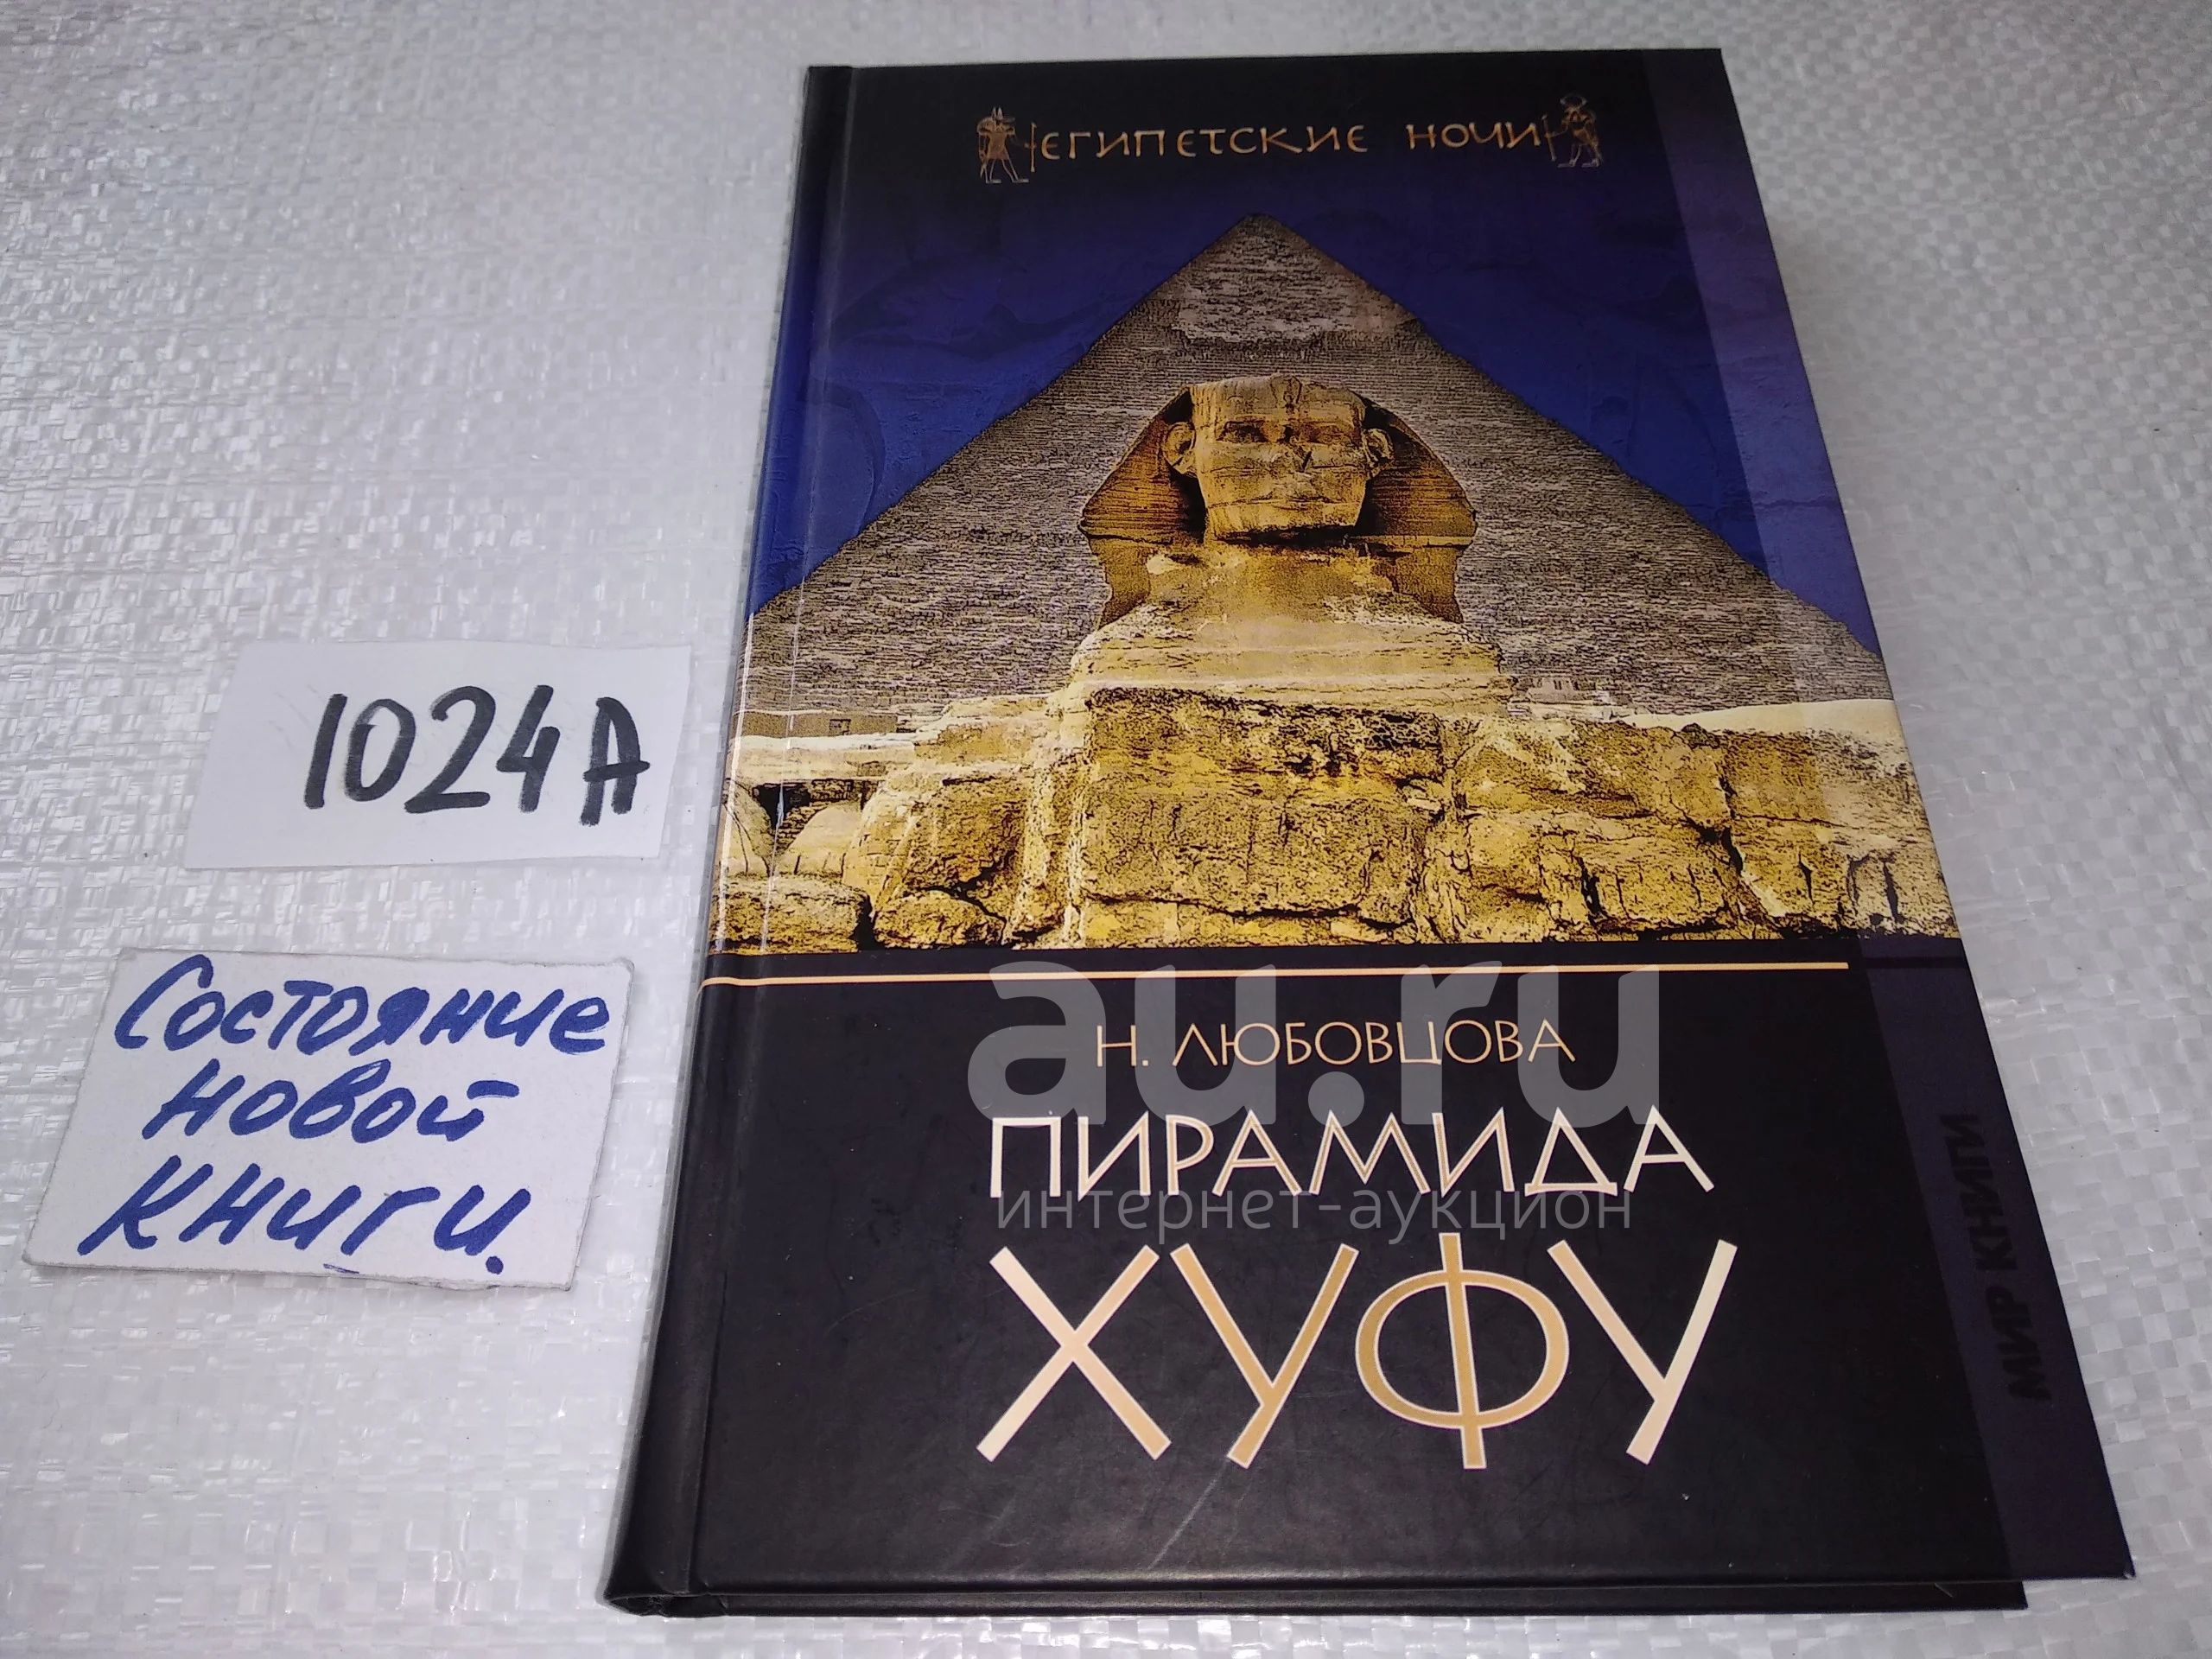 ЕГИПЕТСКИЕ НОЧИ
1024А
Состояние
новой
книги.
au.ru
Н. ЛЮБОВЦОВА
ПИРАМИДА
интернет-аукцион
ХУФУ
МИР КНИГИ